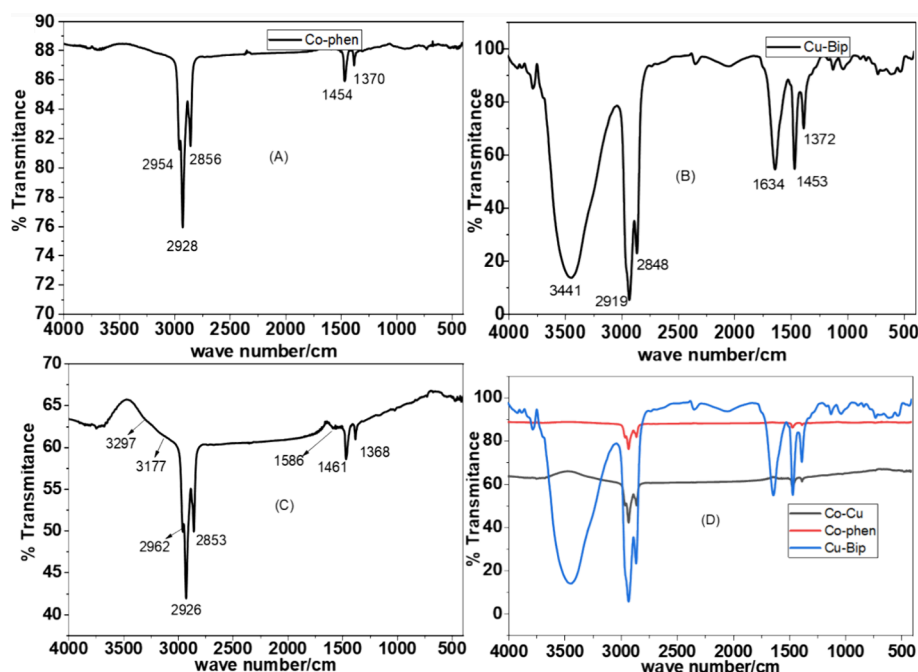 % Transmitance
90
88
86
84
82
80
78
76
74
72
70
Co-phen
1370
1454
2954
2856
(A)
2928
4000 3500 3000 2500 2000 1500 1000 500
wave number/cm
% Transmitance
100
80
60
40
20
0
Cu-Bip
1372
1634
1453
(B)
3441
2919
2848
4000 3500 3000 2500 2000 1500 1000 500
wave number/cm
% Transmitance
70
65
60
55
50
45
40
3297
3177
1586
1461
1368
2962
2853
(C)
2926
4000 3500 3000 2500 2000 1500 1000 500
wave number/cm
% Transmitance
100
80
60
40
20
0
(D)
Co-Cu
Co-phen
Cu-Bip
4000 3500 3000 2500 2000 1500 1000 500
wave number/cm